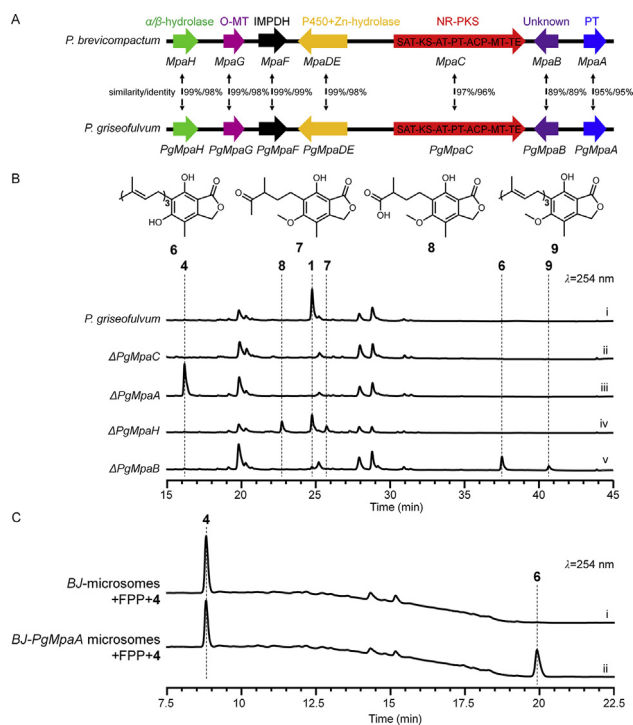 A
α/β-hydrolase O-MT IMPDH P450+Zn-hydrolase NR-PKS Unknown PT
P. brevicompactum
SAT-KS-AT-PT-ACP-MT-TE
MpaH MpaG MpaF MpaDE MpaC MpaB MpaA
similarity/identity 99%/98% 99%/98% 99%/99% 99%/98% 97%/96% 89%/89% 95%/95%
P. griseofulvum
SAT-KS-AT-PT-ACP-MT-TE
PgMpaH PgMpaG PgMpaF PgMpaDE PgMpaC PgMpaB PgMpaA
B
OH O OH O OH O OH O
3 O O O 3 O
HO O O OH O O
6 7 8 9
4 8 1 7 6 9
λ=254 nm
P. griseofulvum i
ΔPgMpaC ii
ΔPgMpaA iii
ΔPgMpaH iv
ΔPgMpaB v
15 20 25 30 35 40 45
Time (min)
C
4
λ=254 nm
6
BJ-microsomes
+FPP+4
i
BJ-PgMpaA microsomes
+FPP+4
ii
7.5 10 12.5 15 17.5 20 22.5
Time (min)